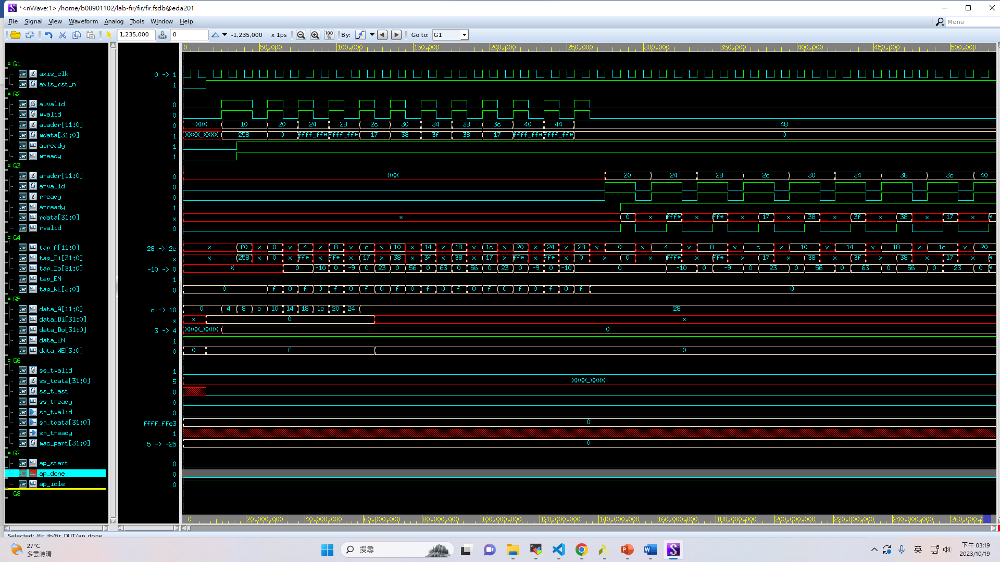 *<nWave:1> /home/b08901102/lab-fir/fir/fir.fsdb@eda201
File Signal View Waveform Analog Tools Window Help
Menu
1,235,000 0 -1,235,000 x 1ps 100 % By: Go to: G1
0 50,000 100,000 150,000 200,000 250,000 300,000 350,000 400,000 450,000 500,000
G1
axis_clk 0 -> 1
axis_rst_n 1
G2
awvalid 0
wvalid 0
awaddr[11:0] 0 XXX 10 20 24 28 2c 30 34 38 3c 40 44 48
wdata[31:0] 1 XXXX_XXXX 258 0 ffff_ff* ffff_ff* 17 38 3f 38 17 ffff_ff* ffff_ff* 0
awready 1
wready 1
G3
araddr[11:0] 0 XXX 20 24 28 2c 30 34 38 3c 40
arvalid 0
rready 0
arready 1
rdata[31:0] x x 0 x fff* x ff* x 17 x 38 x 3f x 38 x 17 x *
rvalid 0
G4
tap_A[11:0] 28 -> 2c x f0 x 0 x 4 x 8 x c x 10 x 14 x 18 x 1c x 20 x 24 x 28 x 0 x 4 x 8 x c x 10 x 14 x 18 x 1c x 20
tap_Di[31:0] x x 258 x 0 x ff* x ff* x 17 x 38 x 3f x 38 x 17 x ff* x ff* x 0 x 0 x fff* x ff* x 17 x 38 x 3f x 38 x 17 x *
tap_Do[31:0] -10 -> 0 X 0 -10 0 -9 0 23 0 56 0 63 0 56 0 23 0 -9 0 -10 0 -10 0 -9 0 23 0 56 0 63 0 56 0 23 0 *
tap_EN 1
tap_WE[3:0] 0 0 f 0 f 0 f 0 f 0 f 0 f 0 f 0 f 0 f 0 f 0 f 0
G5
data_A[11:0] c -> 10 0 4 8 c 10 14 18 1c 20 24 28
data_Di[31:0] x x 0 x
data_Do[31:0] 3 -> 4 XXXX_XXXX 0
data_EN 1
data_WE[3:0] 0 0 f 0
G6
ss_tvalid 1
ss_tdata[31:0] 5 XXXX_XXXX
ss_tlast 0
ss_tready 0
sm_tvalid 0
sm_tdata[31:0] ffff_ffe3 0
sm_tready 1
mac_part[31:0] 5 -> -25 0
G7
ap_start 0
ap_done 0
ap_idle 0
G8
0 20,000,000 40,000,000 60,000,000 80,000,000 100,000,000 120,000,000 140,000,000 160,000,000 180,000,000 200,000,000 220,000,000 240,000,000
Selected: /fir_tb/fir_DUT/ap_done
27°C
多雲時晴
搜尋
英
下午 03:19
2023/10/19